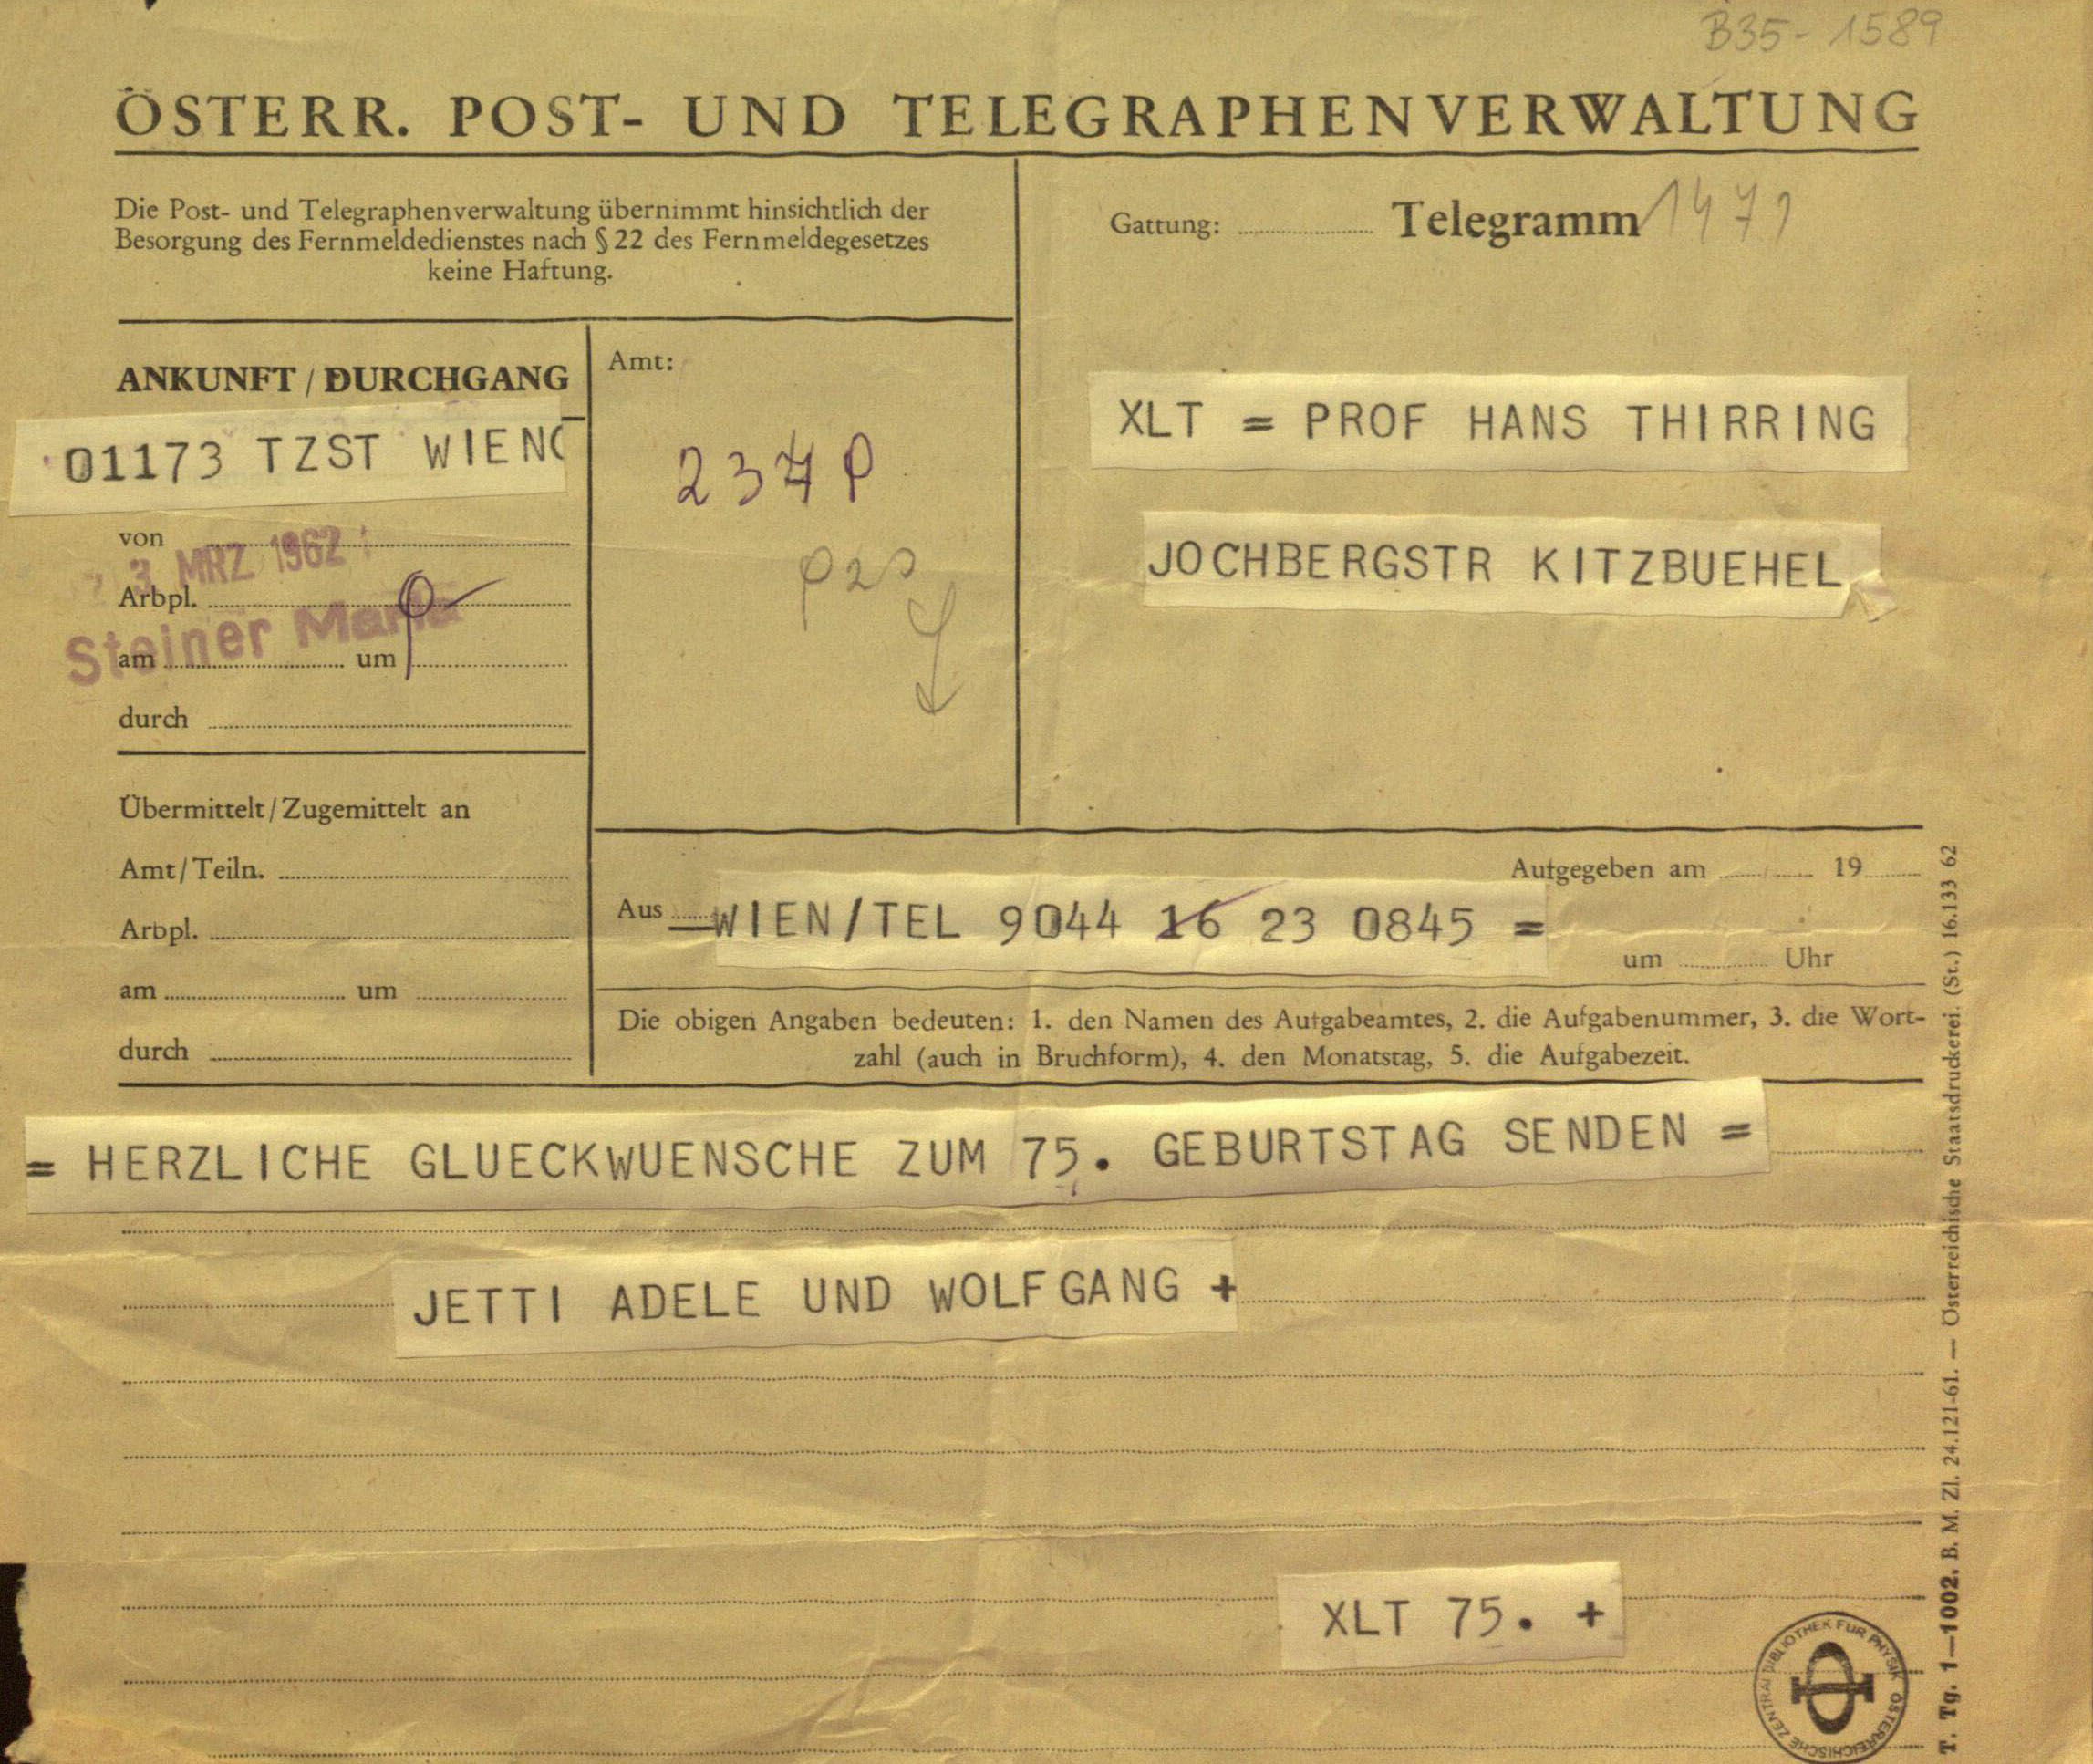 B35-1589
ÖSTERR. POST- UND TELEGRAPHENVERWALTUNG
Die Post- und Telegraphenverwaltung übernimmt hinsichtlich der
Besorgung des Fernmeldedienstes nach § 22 des Fernmeldegesetzes
keine Haftung.
Gattung: Telegramm 1471
ANKUNFT / DURCHGANG
01173 TZST WIEN
von
3 MRZ 1962
Arbpl.
Steiner Maria
am um
durch
Amt:
237 P
XLT = PROF HANS THIRRING
JOCHBERGSTR KITZBUEHEL
Übermittelt/Zugemittelt an
Amt/Teiln.
Arbpl.
am um
durch
Aufgegeben am 19
Aus WIEN/TEL 9044 16 23 0845 =
um Uhr
Die obigen Angaben bedeuten: 1. den Namen des Aufgabeamtes, 2. die Aufgabenummer, 3. die Wort-
zahl (auch in Bruchform), 4. den Monatstag, 5. die Aufgabezeit.
= HERZLICHE GLUECKWUENSCHE ZUM 75. GEBURTSTAG SENDEN =
JETTI ADELE UND WOLFGANG +
XLT 75. +
ÖSTERREICHISCHE ZENTRALBIBLIOTHEK FÜR PHYSIK
T. Tg. 1—1002. B. M. Zl. 24.121-61. — Österreichische Staatsdruckerei. (St.) 16.133 62